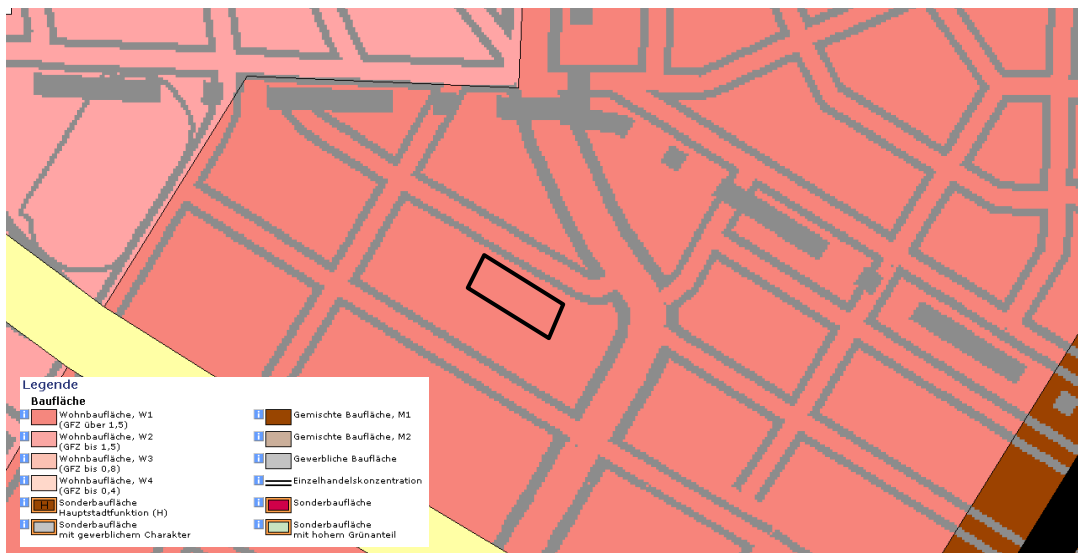 Legende
Baufläche
Wohnbaufläche, W1
(GFZ über 1,5)
Wohnbaufläche, W2
(GFZ bis 1,5)
Wohnbaufläche, W3
(GFZ bis 0,8)
Wohnbaufläche, W4
(GFZ bis 0,4)
H
Sonderbaufläche
Hauptstadtfunktion (H)
Sonderbaufläche
mit gewerblichem Charakter
Gemischte Baufläche, M1
Gemischte Baufläche, M2
Gewerbliche Baufläche
Einzelhandelskonzentration
Sonderbaufläche
Sonderbaufläche
mit hohem Grünanteil